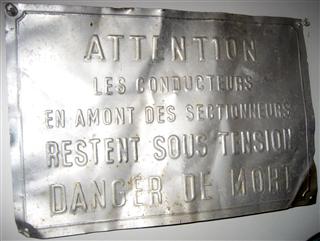 ATTENTION
LES CONDUCTEURS
EN AMONT DES SECTIONNEURS
RESTENT SOUS TENSION
DANGER DE MORT